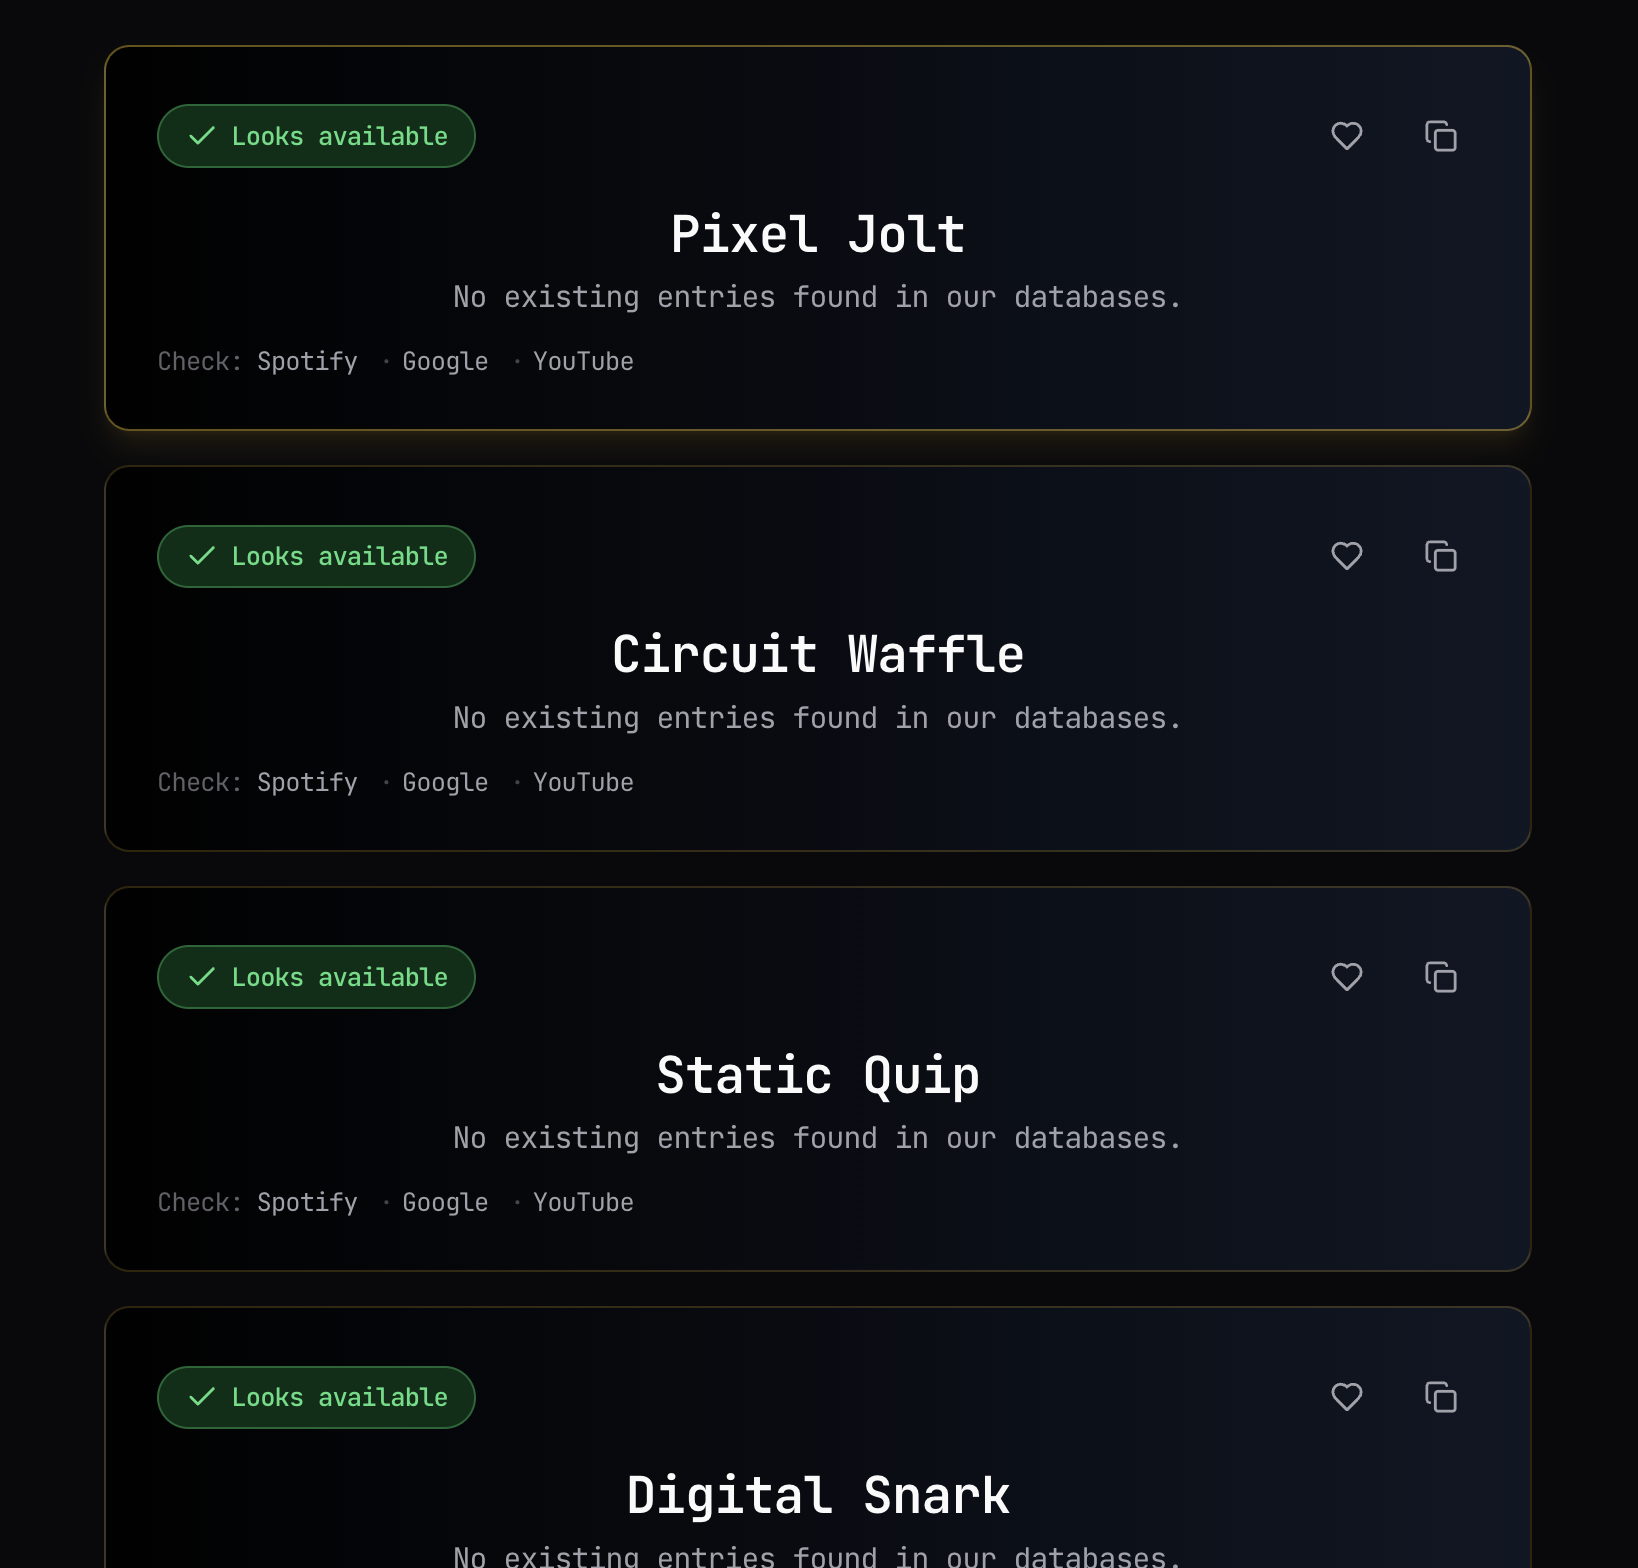 Looks available
Pixel Jolt
No existing entries found in our databases.
Check: Spotify · Google · YouTube
Looks available
Circuit Waffle
No existing entries found in our databases.
Check: Spotify · Google · YouTube
Looks available
Static Quip
No existing entries found in our databases.
Check: Spotify · Google · YouTube
Looks available
Digital Snark
No existing entries found in our databases.